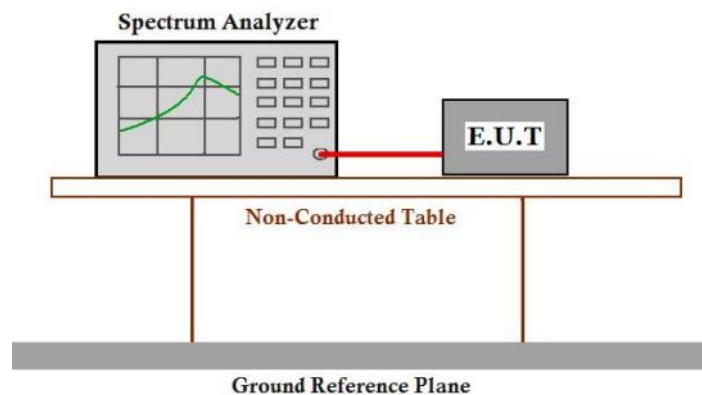 Spectrum Analyzer
E.U.T
Non-Conducted Table
Ground Reference Plane